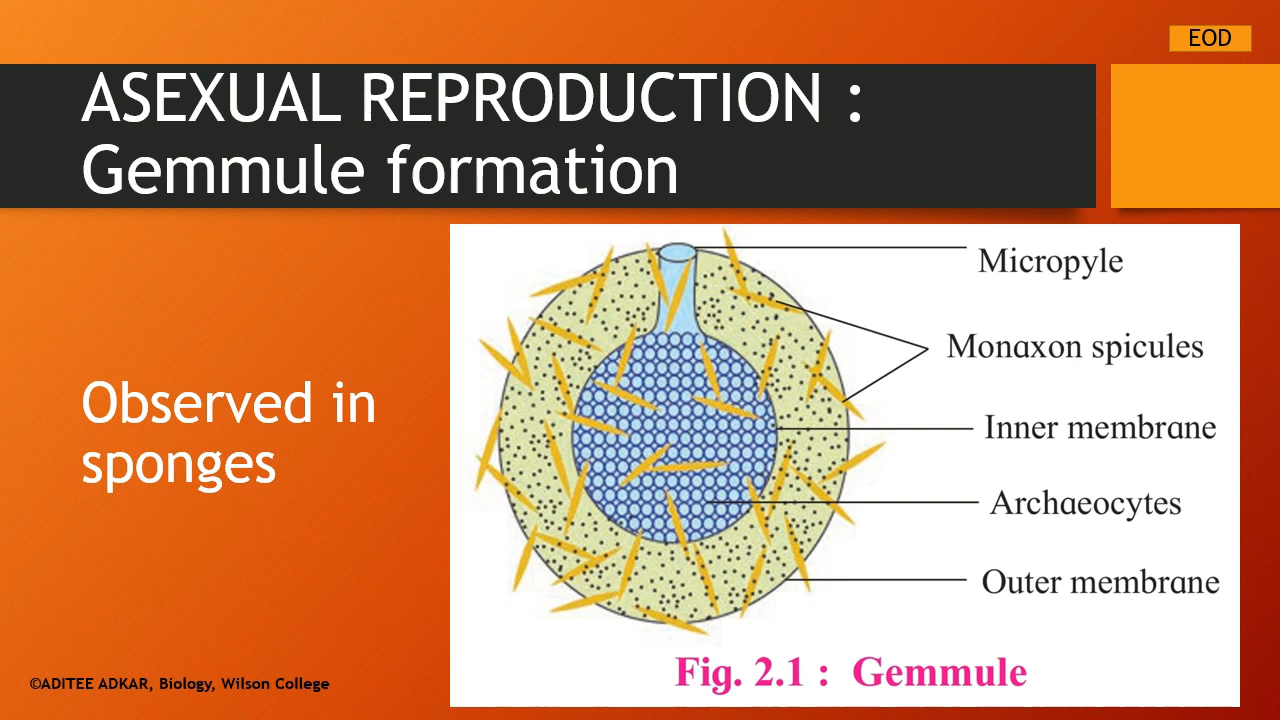 EOD
ASEXUAL REPRODUCTION :
Gemmule formation
Observed in
sponges
Micropyle
Monaxon spicules
Inner membrane
Archaeocytes
Outer membrane
Fig. 2.1 : Gemmule
©ADITEE ADKAR, Biology, Wilson College